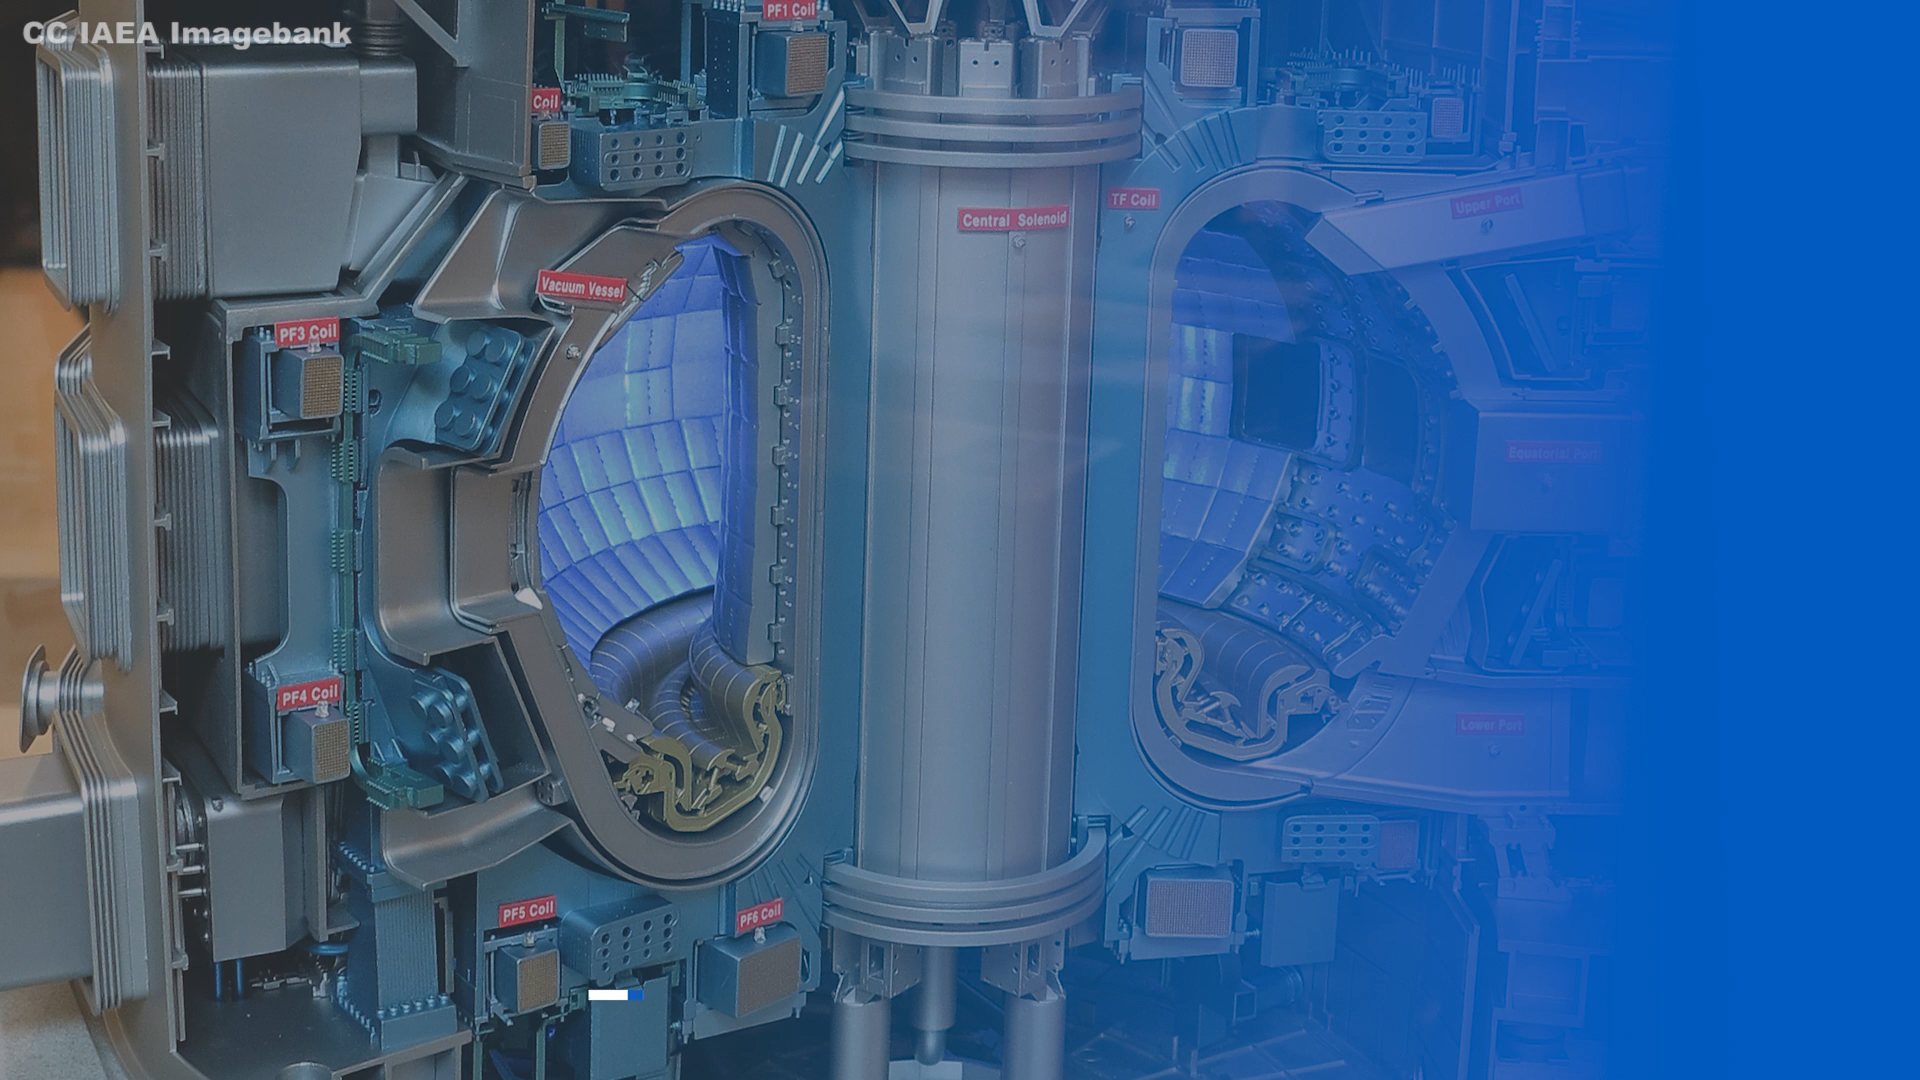 CC IAEA Imagebank
PF1 Coil
Coil
TF Coil
Central Solenoid
Upper Port
Vacuum Vessel
PF3 Coil
Equatorial Port
PF4 Coil
Lower Port
PF5 Coil
PF6 Coil